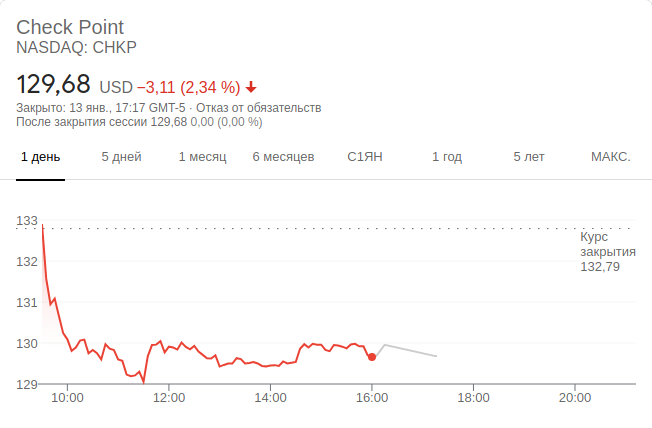 Check Point
NASDAQ: CHKP
129,68 USD −3,11 (2,34 %)
Закрыто: 13 янв., 17:17 GMT-5 · Отказ от обязательств
После закрытия сессии 129,68 0,00 (0,00 %)
1 день 5 дней 1 месяц 6 месяцев С1ЯН 1 год 5 лет МАКС.
133
Курс
закрытия
132,79
132
131
130
129
10:00 12:00 14:00 16:00 18:00 20:00